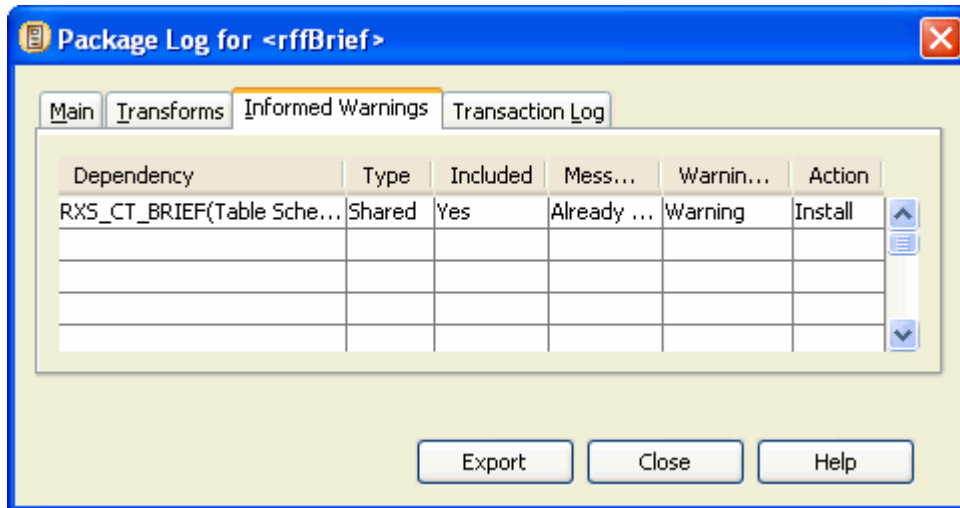 Package Log for <rffBrief>
Main Transforms Informed Warnings Transaction Log
Dependency Type Included Mess... Warnin... Action
RXS_CT_BRIEF(Table Sche... Shared Yes Already ... Warning Install
Export Close Help